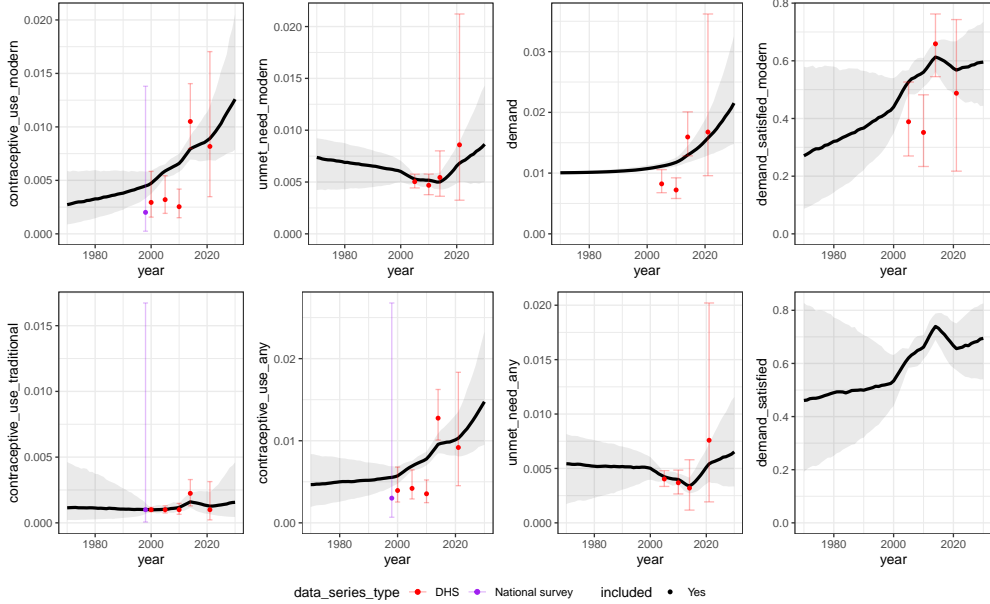 contraceptive_use_modern
0.020
0.015
0.010
0.005
0.000
1980 2000 2020
year
unmet_need_modern
0.020
0.015
0.010
0.005
0.000
1980 2000 2020
year
demand
0.03
0.02
0.01
0.00
1980 2000 2020
year
demand_satisfied_modern
0.8
0.6
0.4
0.2
0.0
1980 2000 2020
year
contraceptive_use_traditional
0.015
0.010
0.005
0.000
1980 2000 2020
year
contraceptive_use_any
0.02
0.01
0.00
1980 2000 2020
year
unmet_need_any
0.020
0.015
0.010
0.005
0.000
1980 2000 2020
year
demand_satisfied
0.8
0.6
0.4
0.2
0.0
1980 2000 2020
year
data_series_type DHS National survey included Yes